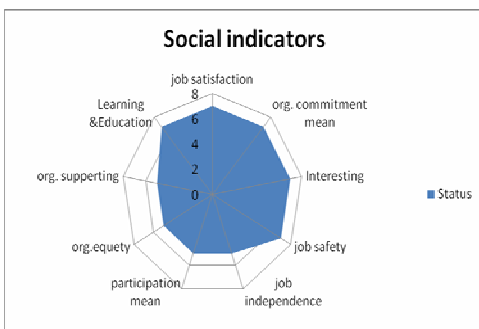 Social indicators
job satisfaction
org. commitment
mean
Interesting
job safety
job
independence
participation
mean
org.equety
org. supporting
Learning
&Education
8
6
4
2
0
Status